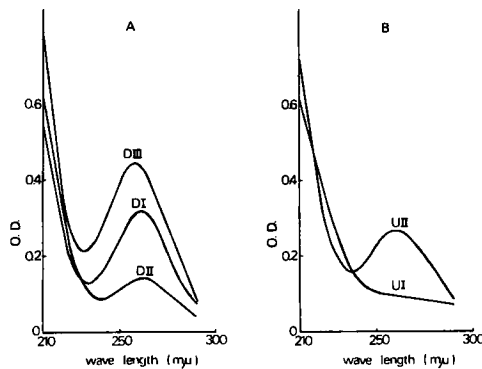 A
B
0.6
0.4
0.2
0
O.D.
DIII
DI
DII
210
250
300
wave length (mμ)
0.6
0.4
0.2
0
O.D.
UII
UI
210
250
300
wave length (mμ)